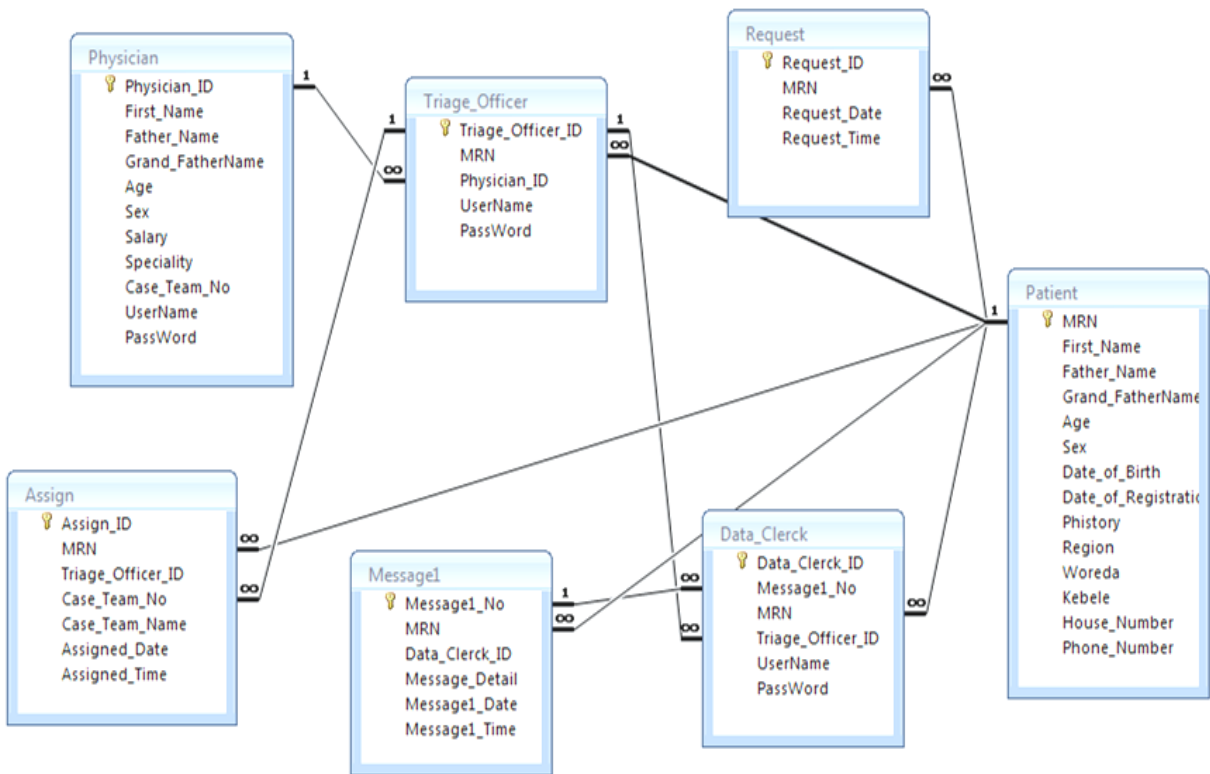 Physician
Physician_ID
First_Name
Father_Name
Grand_FatherName
Age
Sex
Salary
Speciality
Case_Team_No
UserName
PassWord
1
∞
Triage_Officer
Triage_Officer_ID
MRN
Physician_ID
UserName
PassWord
1
1
∞
Request
Request_ID
MRN
Request_Date
Request_Time
∞
Patient
MRN
First_Name
Father_Name
Grand_FatherName
Age
Sex
Date_of_Birth
Date_of_Registratio
Phistory
Region
Woreda
Kebele
House_Number
Phone_Number
1
Assign
Assign_ID
MRN
Triage_Officer_ID
Case_Team_No
Case_Team_Name
Assigned_Date
Assigned_Time
∞
∞
Message1
Message1_No
MRN
Data_Clerck_ID
Message_Detail
Message1_Date
Message1_Time
1
∞
Data_Clerck
Data_Clerck_ID
Message1_No
MRN
Triage_Officer_ID
UserName
PassWord
∞
∞
∞